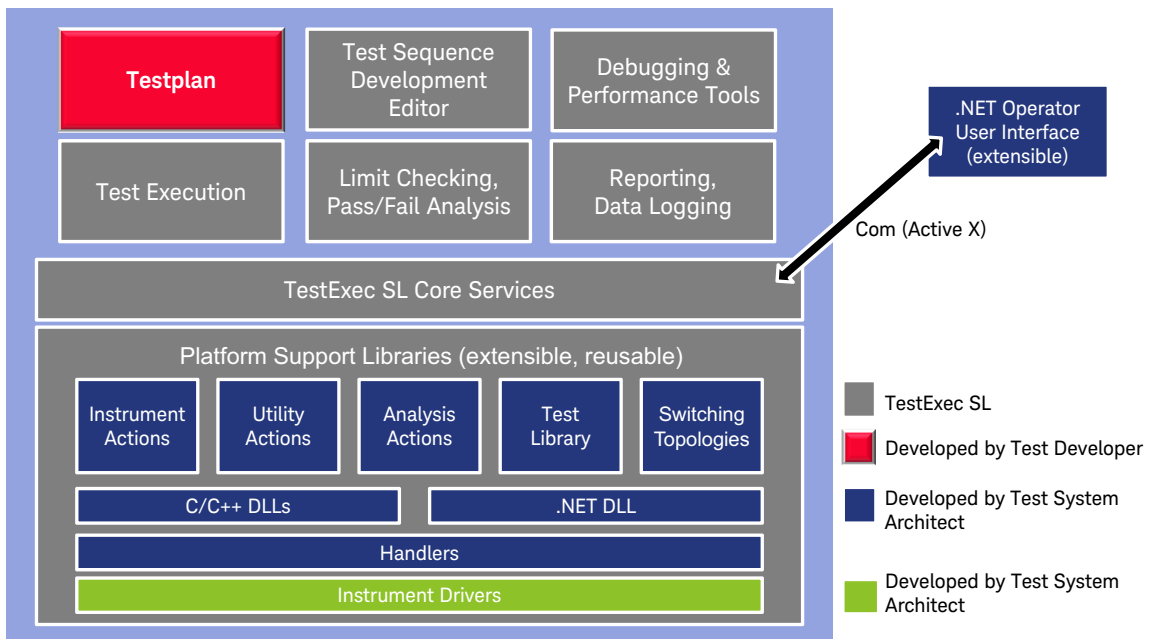 Testplan
Test Sequence
Development
Editor
Debugging &
Performance Tools
.NET Operator
User Interface
(extensible)
Test Execution
Limit Checking,
Pass/Fail Analysis
Reporting,
Data Logging
Com (Active X)
TestExec SL Core Services
Platform Support Libraries (extensible, reusable)
Instrument
Actions
Utility
Actions
Analysis
Actions
Test
Library
Switching
Topologies
C/C++ DLLs
.NET DLL
Handlers
Instrument Drivers
TestExec SL
Developed by Test Developer
Developed by Test System
Architect
Developed by Test System
Architect